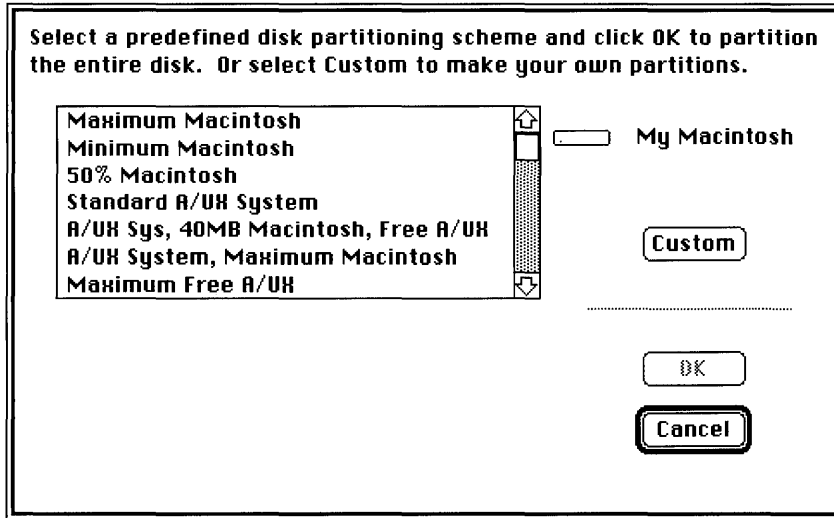 Select a predefined disk partitioning scheme and click OK to partition
the entire disk. Or select Custom to make your own partitions.
Maximum Macintosh
Minimum Macintosh
50% Macintosh
Standard A/UX System
A/UX Sys, 40MB Macintosh, Free A/UX
A/UX System, Maximum Macintosh
Maximum Free A/UX
My Macintosh
Custom
OK
Cancel